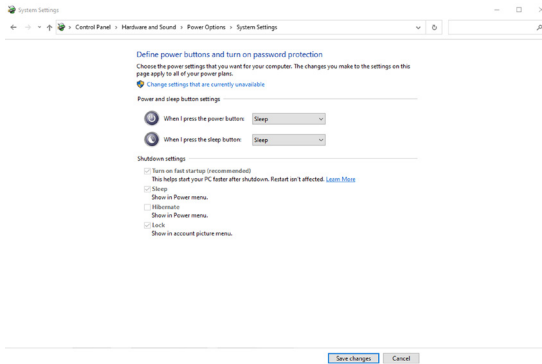 System Settings
Control Panel > Hardware and Sound > Power Options > System Settings
Define power buttons and turn on password protection
Choose the power settings that you want for your computer. The changes you make to the settings on this
page apply to all of your power plans.
Change settings that are currently unavailable
Power and sleep button settings
When I press the power button: Sleep
When I press the sleep button: Sleep
Shutdown settings
Turn on fast startup (recommended)
This helps start your PC faster after shutdown. Restart isn't affected. Learn More
Sleep
Show in Power menu.
Hibernate
Show in Power menu.
Lock
Show in account picture menu.
Save changes Cancel